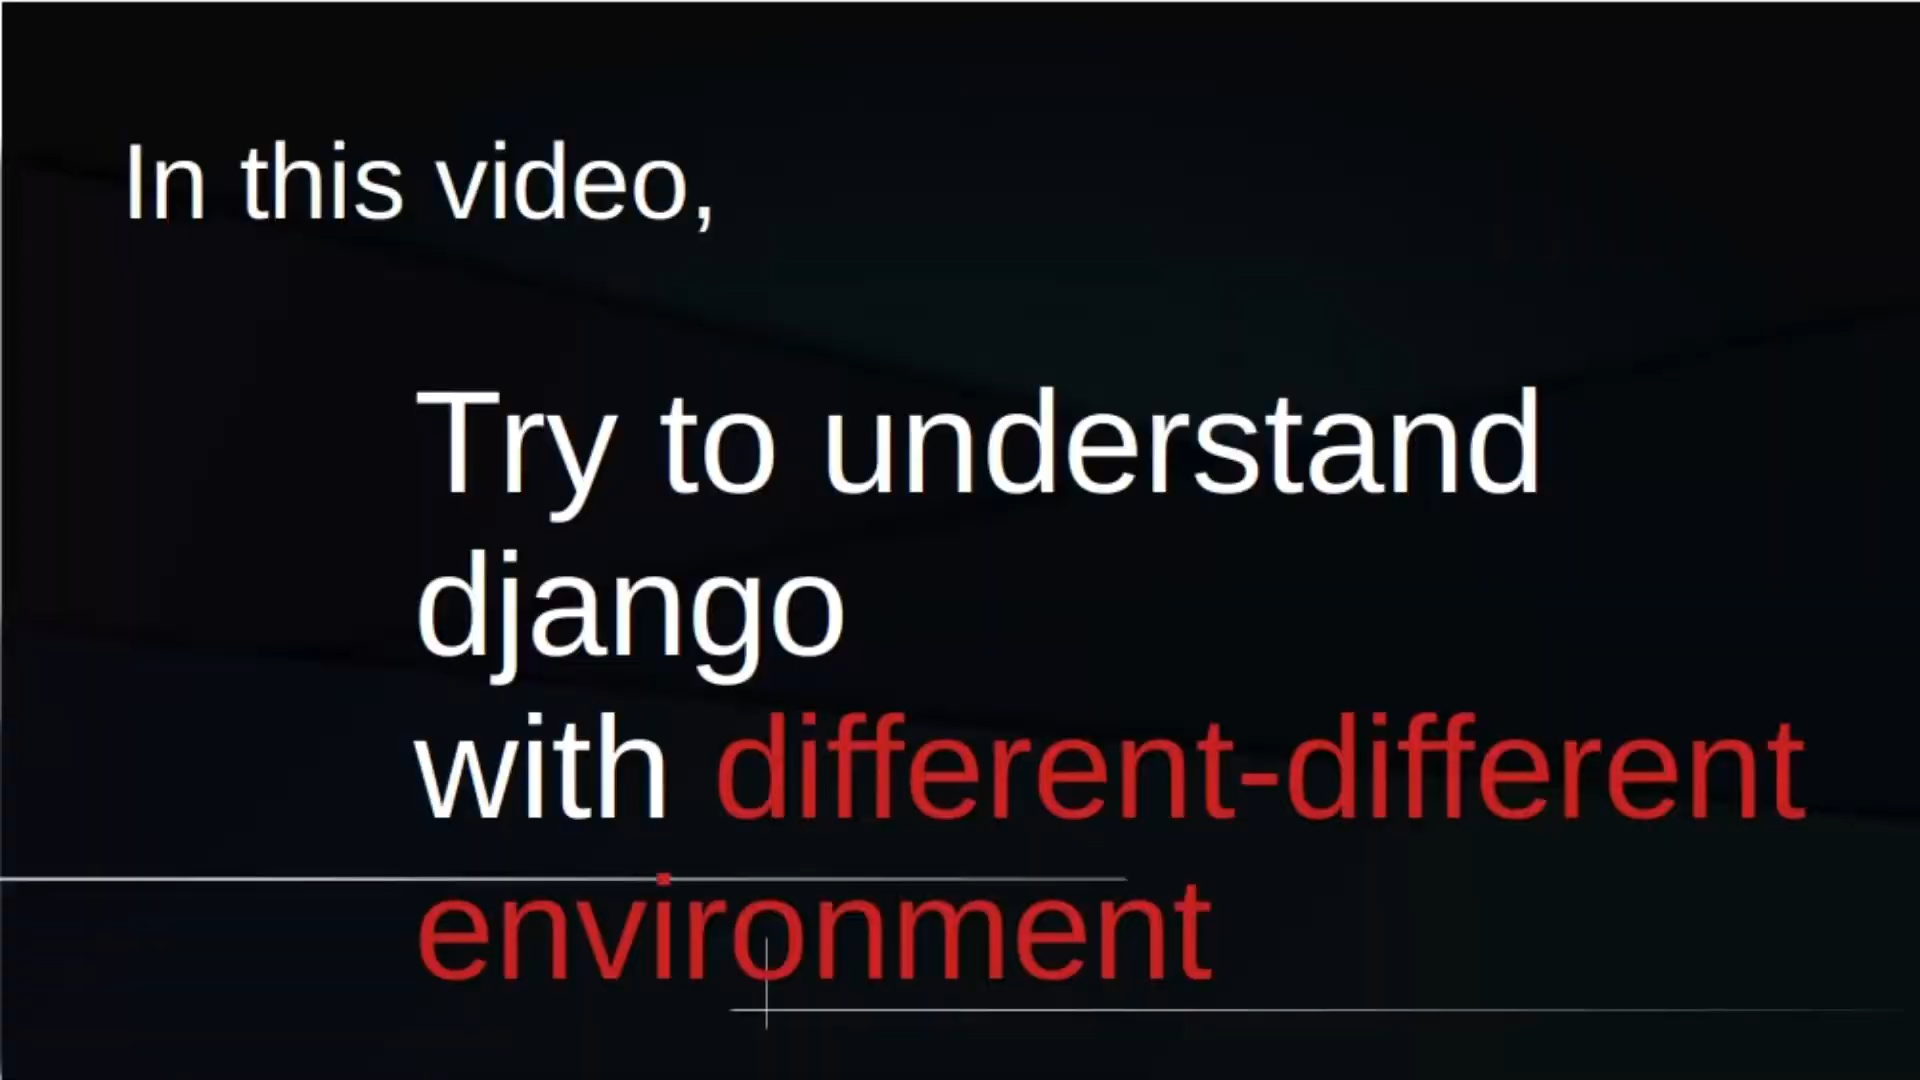 In this video,
Try to understand
django
with different-different
environment